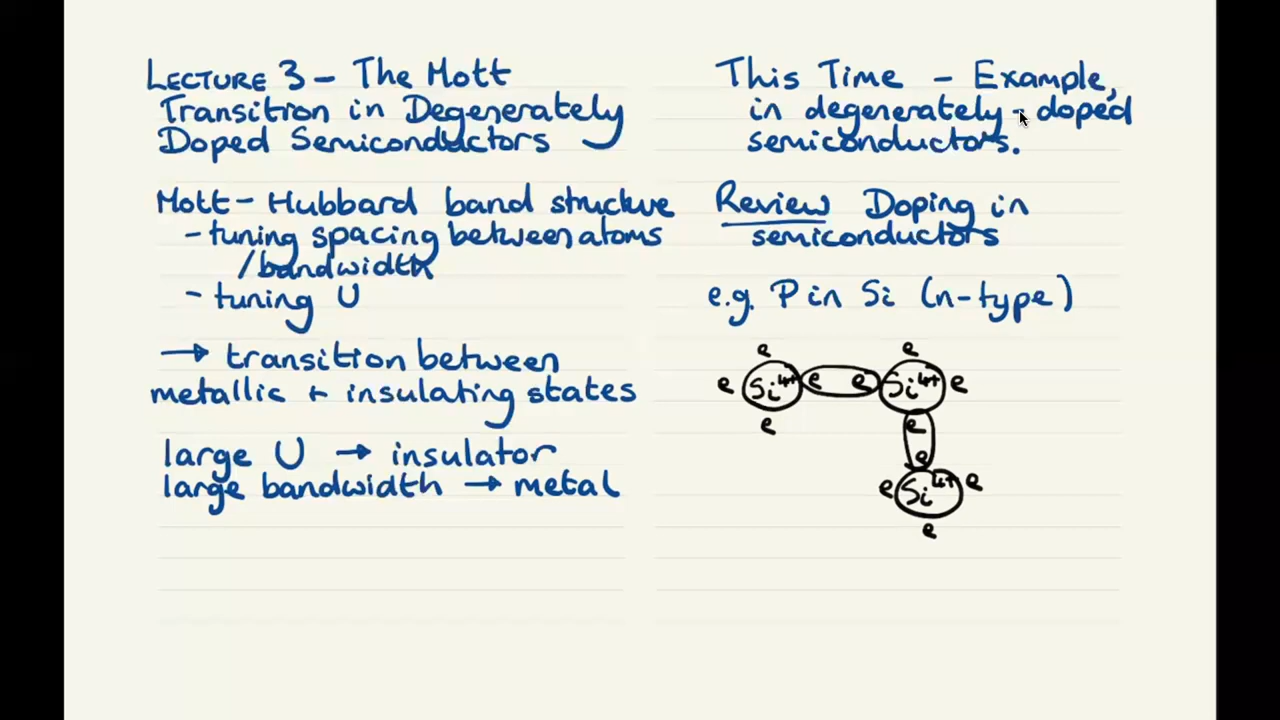 LECTURE 3 – The Mott
Transition in Degenerately
Doped Semiconductors
Mott – Hubbard band structure
- tuning spacing between atoms
/bandwidth
- tuning U
→ transition between
metallic + insulating states
large U → insulator
large bandwidth → metal
This Time – Example,
in degenerately - doped
semiconductors.
Review Doping in
semiconductors
e.g. P in Si (n-type)
e e
e Si⁴⁺ e e Si⁴⁺ e
e e
e
e Si⁴⁺ e
e